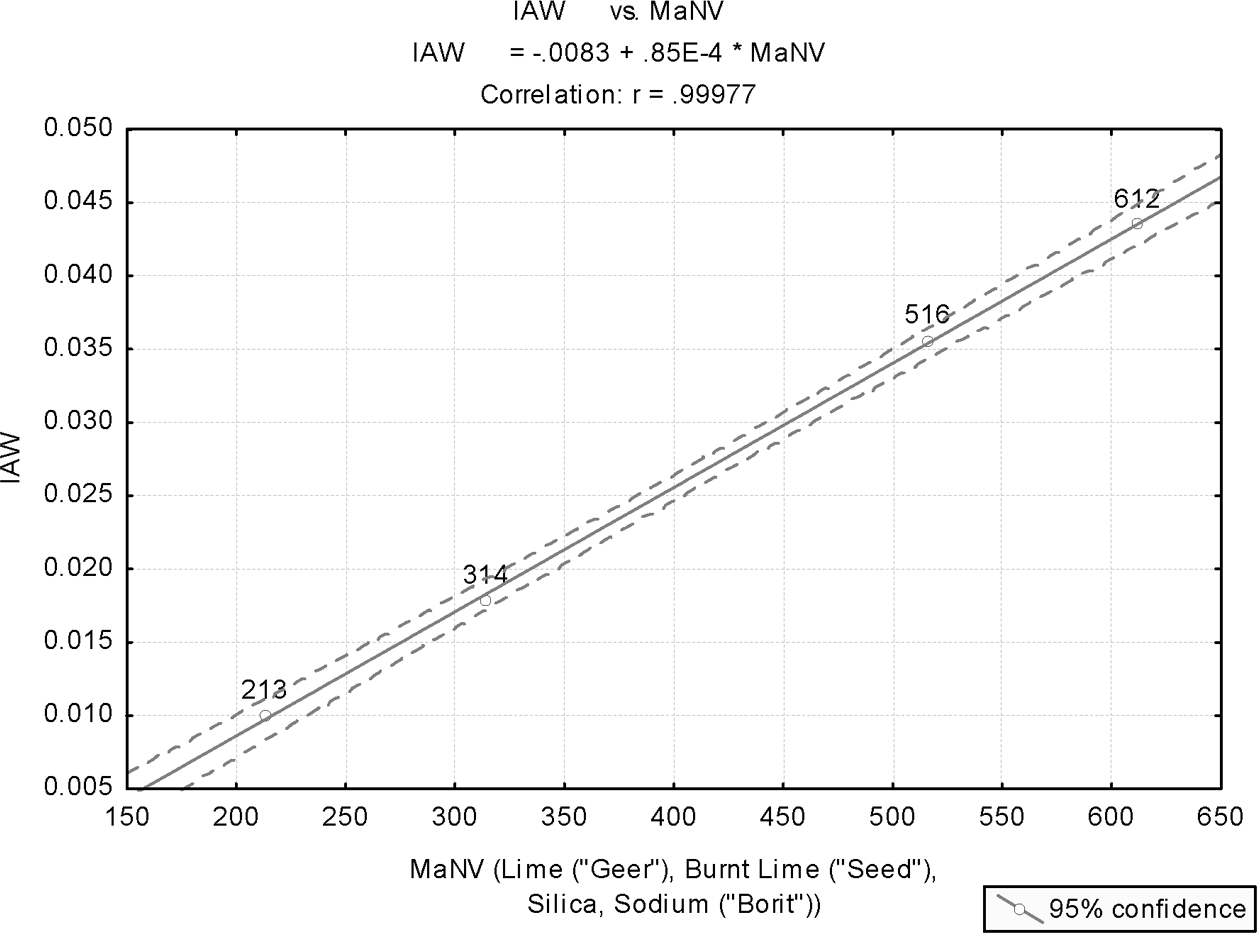 IAW vs. MaNV
IAW = -.0083 + .85E-4 * MaNV
Correlation: r = .99977
0.050
0.045
0.040
0.035
0.030
0.025
0.020
0.015
0.010
0.005
IAW
612
516
314
213
150 200 250 300 350 400 450 500 550 600 650
MaNV (Lime ("Geer"), Burnt Lime ("Seed"),
Silica, Sodium ("Borit"))
95% confidence